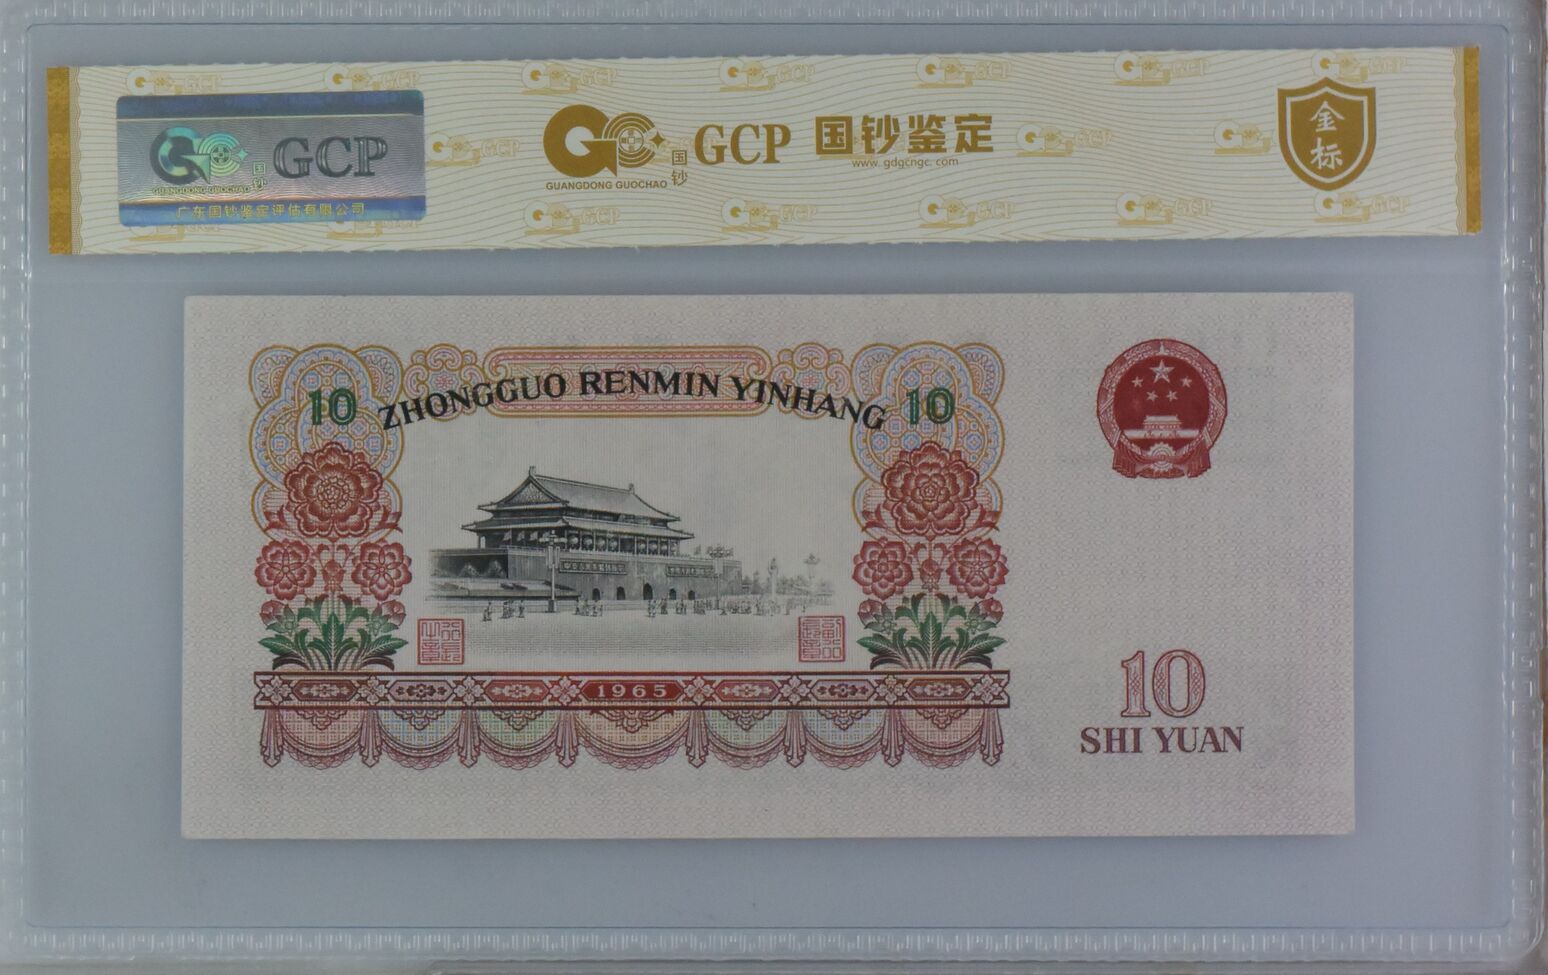 GCP
国钞
GUANGDONG GUOCHAO
广东国钞鉴定评估有限公司
国钞
GCP 国钞鉴定
www.gdgcngc.com
GUANGDONG GUOCHAO
金标
10 ZHONGGUO RENMIN YINHANG 10
1965
10
SHI YUAN